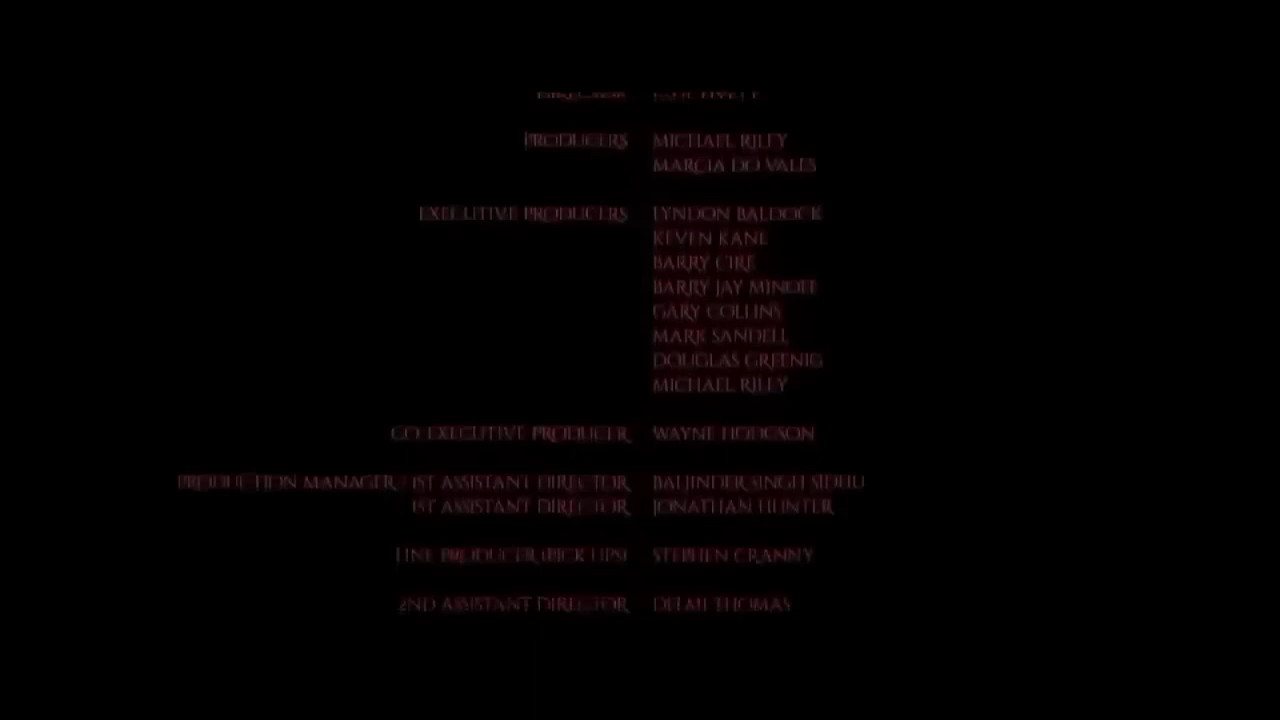 DIRECTOR
PRODUCERS MICHAEL RILEY
MARCIA DO VALES
EXECUTIVE PRODUCERS LYNDON BALDOCK
KEVEN KANE
BARRY
BARRY JAY MINOFF
GARY COLLINS
MARK SANDELL
DOUGLAS GREENIG
MICHAEL RILEY
CO EXECUTIVE PRODUCER WAYNE HODGSON
PRODUCTION MANAGER 1ST ASSISTANT DIRECTOR BALJINDER SINGH SIDHU
1ST ASSISTANT DIRECTOR JONATHAN HUNTER
LINE PRODUCER (PICK UPS) STEPHEN CRANNY
2ND ASSISTANT DIRECTOR THOMAS